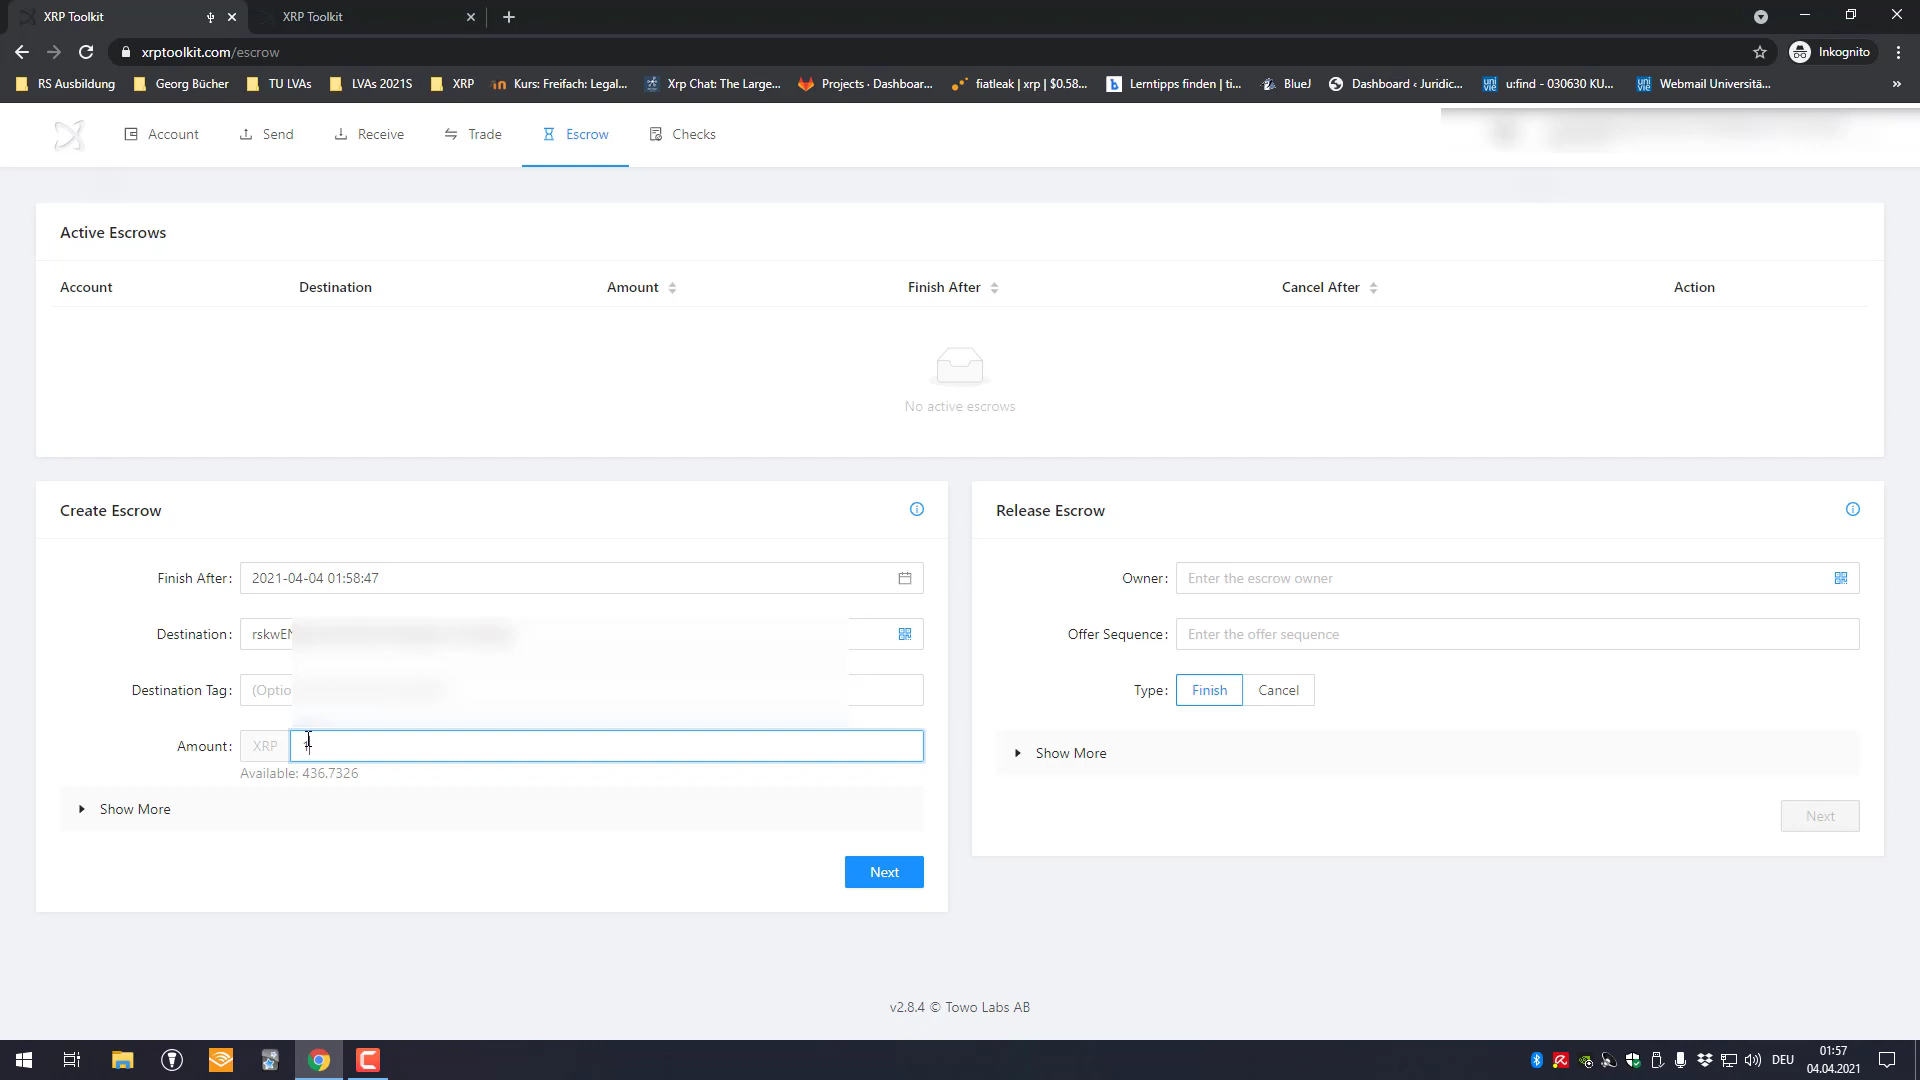 XRP Toolkit
XRP Toolkit
xrptoolkit.com/escrow
Inkognito
RS Ausbildung
Georg Bücher
TU LVAs
LVAs 2021S
XRP
Kurs: Freifach: Legal...
Xrp Chat: The Large...
Projects · Dashboar...
fiatleak | xrp | $0.58...
Lerntipps finden | ti...
BlueJ
Dashboard ‹ Juridic...
u:find - 030630 KU...
Webmail Universitä...
»
Account
Send
Receive
Trade
Escrow
Checks
Active Escrows
Account
Destination
Amount
Finish After
Cancel After
Action
No active escrows
Create Escrow
Finish After:
2021-04-04 01:58:47
Destination:
rskwEN
Destination Tag:
(Optio
Amount:
XRP
Available: 436.7326
Show More
Next
Release Escrow
Owner:
Enter the escrow owner
Offer Sequence:
Enter the offer sequence
Type:
Finish
Cancel
Show More
Next
v2.8.4 © Towo Labs AB
DEU
01:57
04.04.2021